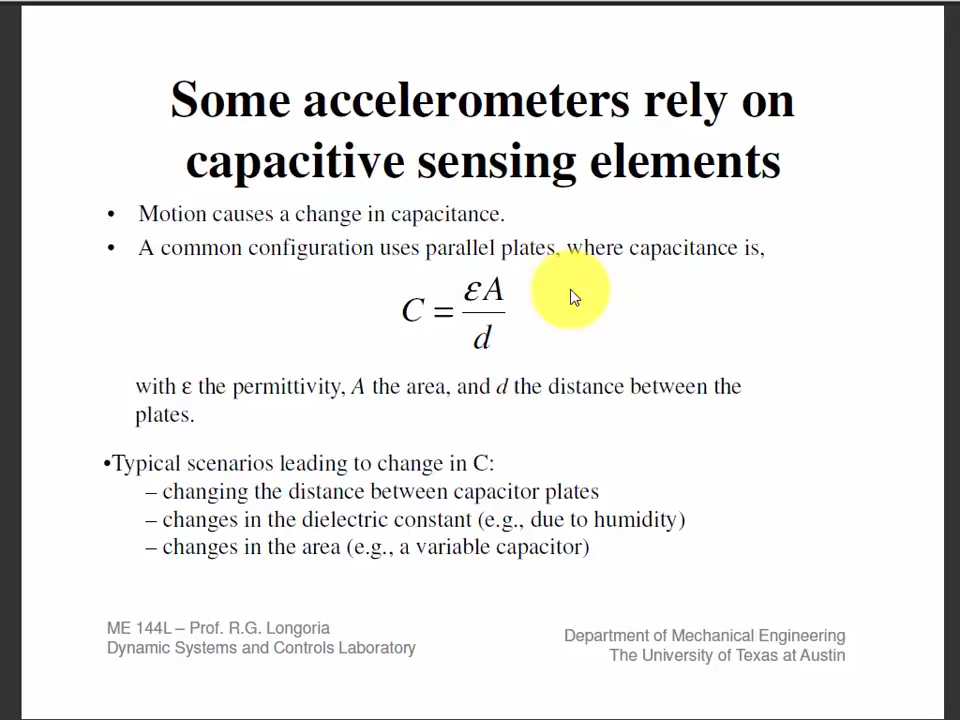 Some accelerometers rely on
capacitive sensing elements
• Motion causes a change in capacitance.
• A common configuration uses parallel plates, where capacitance is,
C = εA / d
with ε the permittivity, A the area, and d the distance between the
plates.
•Typical scenarios leading to change in C:
– changing the distance between capacitor plates
– changes in the dielectric constant (e.g., due to humidity)
– changes in the area (e.g., a variable capacitor)
ME 144L – Prof. R.G. Longoria
Dynamic Systems and Controls Laboratory
Department of Mechanical Engineering
The University of Texas at Austin